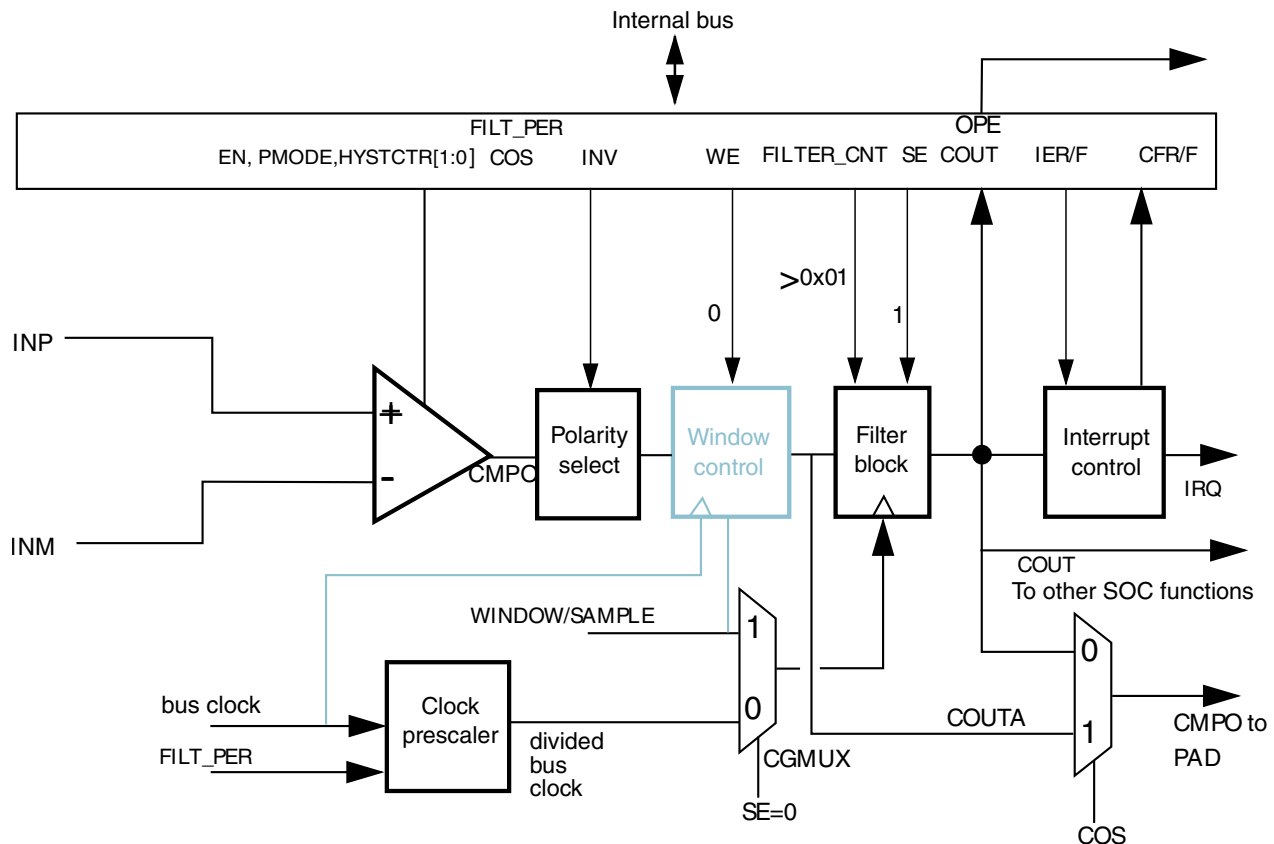 Internal bus
FILT_PER
OPE
EN, PMODE,HYSTCTR[1:0] COS INV WE FILTER_CNT SE COUT IER/F CFR/F
>0x01
0
1
INP
+
-
CMPO
Polarity
select
Window
control
Filter
block
Interrupt
control
IRQ
INM
COUT
To other SOC functions
WINDOW/SAMPLE
1
0
0
1
bus clock
FILT_PER
Clock
prescaler
divided
bus
clock
CGMUX
SE=0
COUTA
CMPO to
PAD
COS